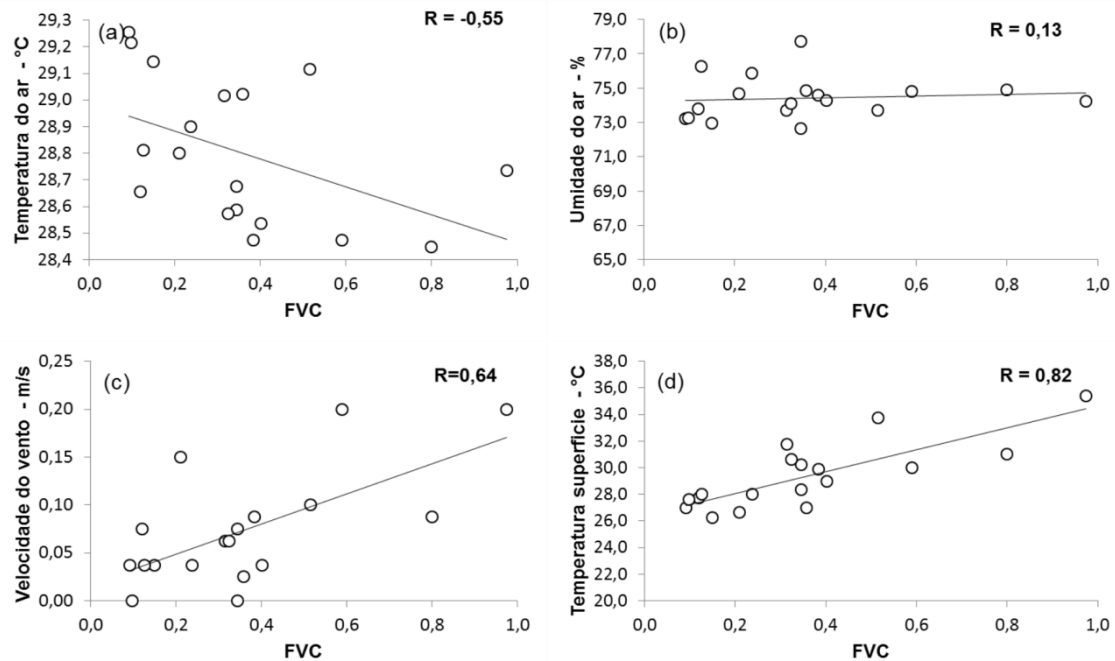 (a)
R = -0,55
Temperatura do ar - °C
29,3
29,2
29,1
29,0
28,9
28,8
28,7
28,6
28,5
28,4
0,0 0,2 0,4 0,6 0,8 1,0
FVC
(b)
R = 0,13
Umidade do ar - %
79,0
77,0
75,0
73,0
71,0
69,0
67,0
65,0
0,0 0,2 0,4 0,6 0,8 1,0
FVC
(c)
R=0,64
Velocidade do vento - m/s
0,25
0,20
0,15
0,10
0,05
0,00
0,0 0,2 0,4 0,6 0,8 1,0
FVC
(d)
R = 0,82
Temperatura superfície - °C
38,0
36,0
34,0
32,0
30,0
28,0
26,0
24,0
22,0
20,0
0,0 0,2 0,4 0,6 0,8 1,0
FVC